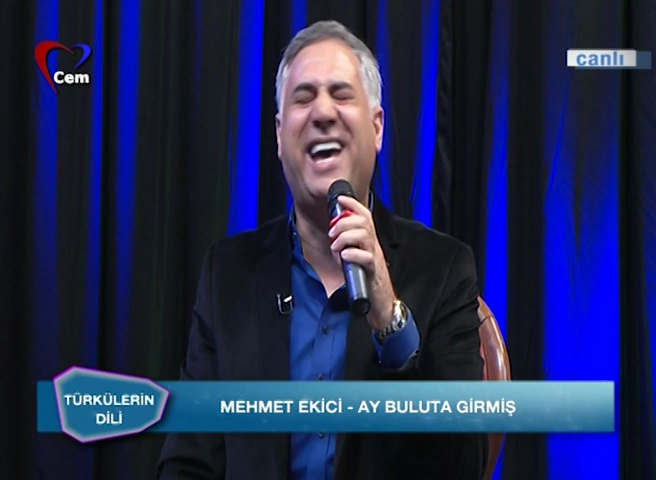 Cem
canlı
TÜRKÜLERİN
DİLİ
MEHMET EKİCİ - AY BULUTA GİRMİŞ